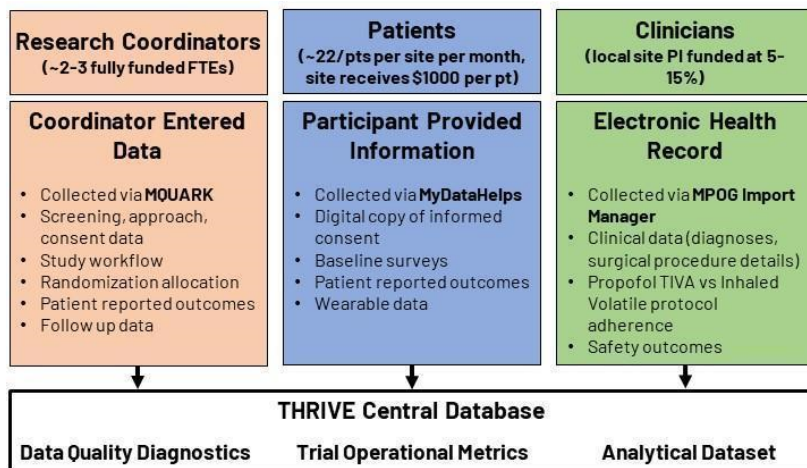 Research Coordinators
(~2-3 fully funded FTEs)
Patients
(~22/pts per site per month,
site receives $1000 per pt)
Clinicians
(local site PI funded at 5-
15%)
Coordinator Entered
Data
• Collected via MQUARK
• Screening, approach,
consent data
• Study workflow
• Randomization allocation
• Patient reported outcomes
• Follow up data
Participant Provided
Information
• Collected via MyDataHelps
• Digital copy of informed
consent
• Baseline surveys
• Patient reported outcomes
• Wearable data
Electronic Health
Record
• Collected via MPOG Import
Manager
• Clinical data (diagnoses,
surgical procedure details)
• Propofol TIVA vs Inhaled
Volatile protocol
adherence
• Safety outcomes
THRIVE Central Database
Data Quality Diagnostics
Trial Operational Metrics
Analytical Dataset